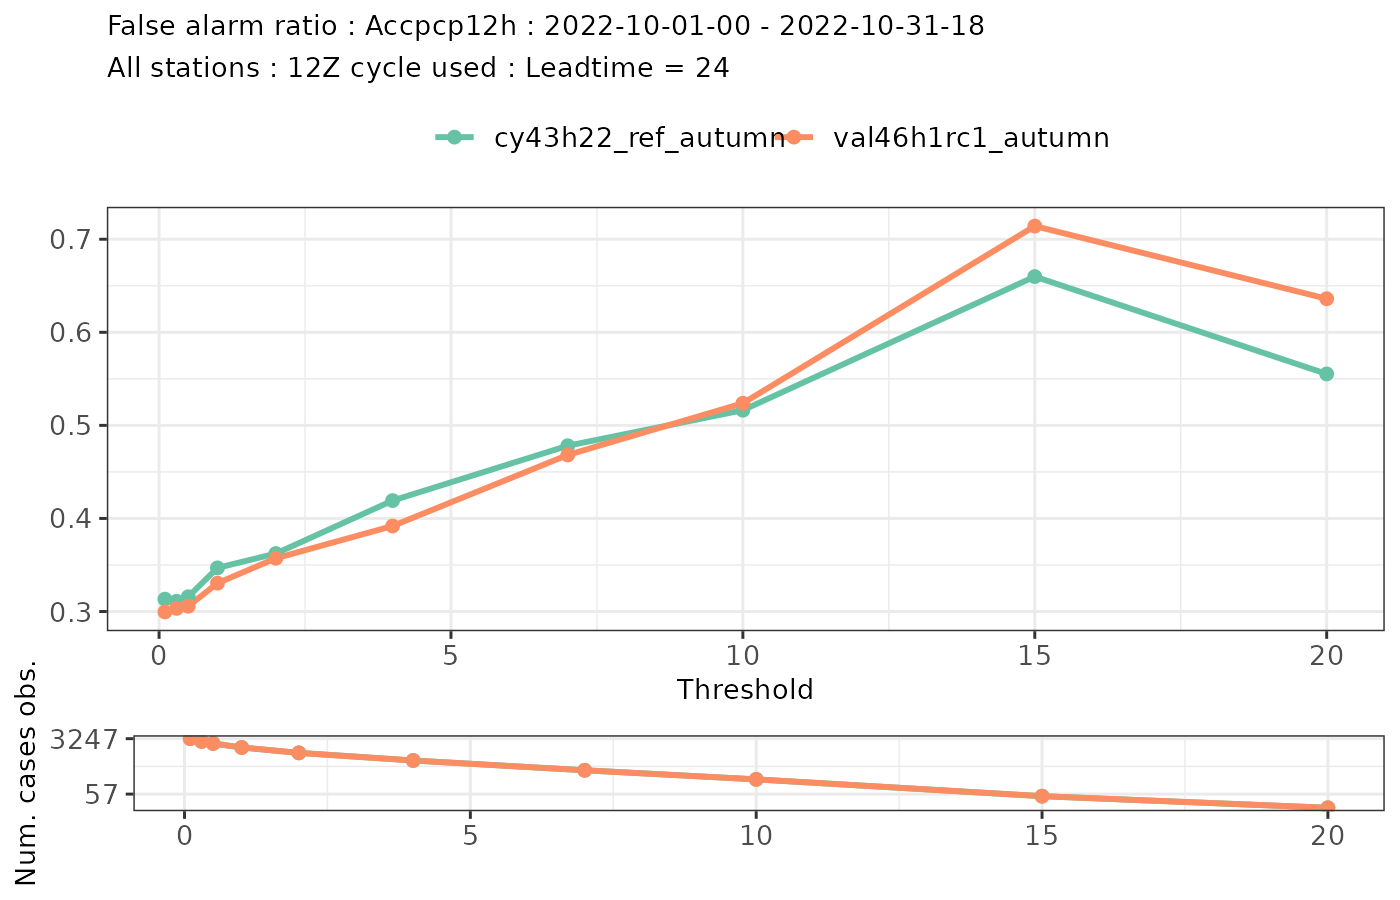 False alarm ratio : Accpcp12h : 2022-10-01-00 - 2022-10-31-18
All stations : 12Z cycle used : Leadtime = 24
cy43h22_ref_autumn val46h1rc1_autumn
0.7
0.6
0.5
0.4
0.3
0 5 10 15 20
Threshold
Num. cases obs.
3247
57
0 5 10 15 20